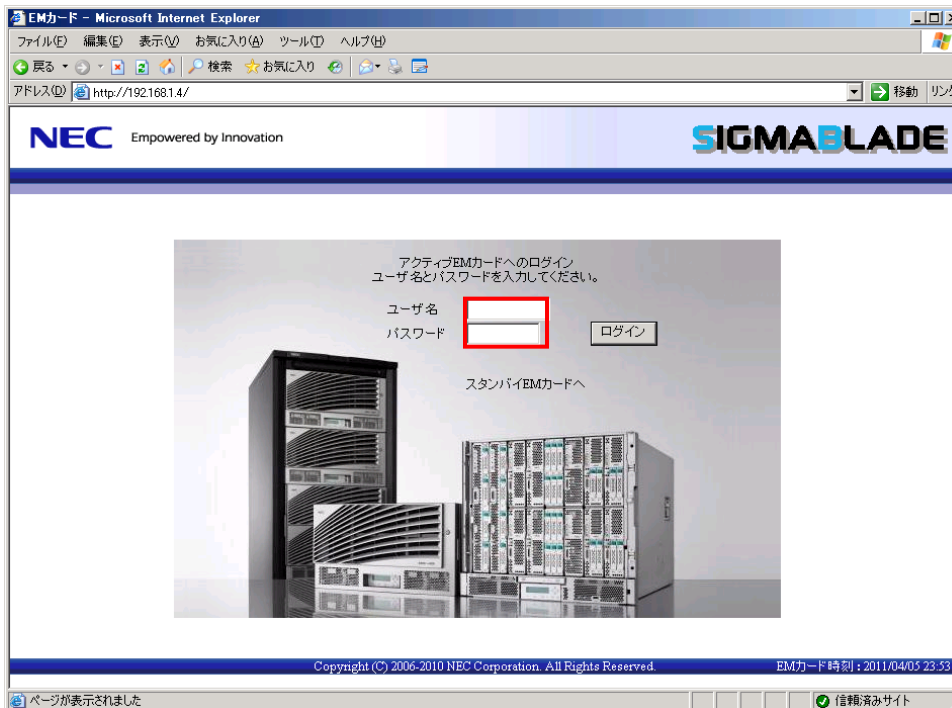 EMカード - Microsoft Internet Explorer
ファイル(F) 編集(E) 表示(V) お気に入り(A) ツール(T) ヘルプ(H)
戻る 検索 お気に入り
アドレス(D) http://192.168.1.4/ 移動
NEC Empowered by Innovation SIGMABLADE
アクティブEMカードへのログイン
ユーザ名とパスワードを入力してください。
ユーザ名
パスワード ログイン
スタンバイEMカードへ
Copyright (C) 2006-2010 NEC Corporation. All Rights Reserved. EMカード時刻 : 2011/04/05 23:53
ページが表示されました 信頼済みサイト